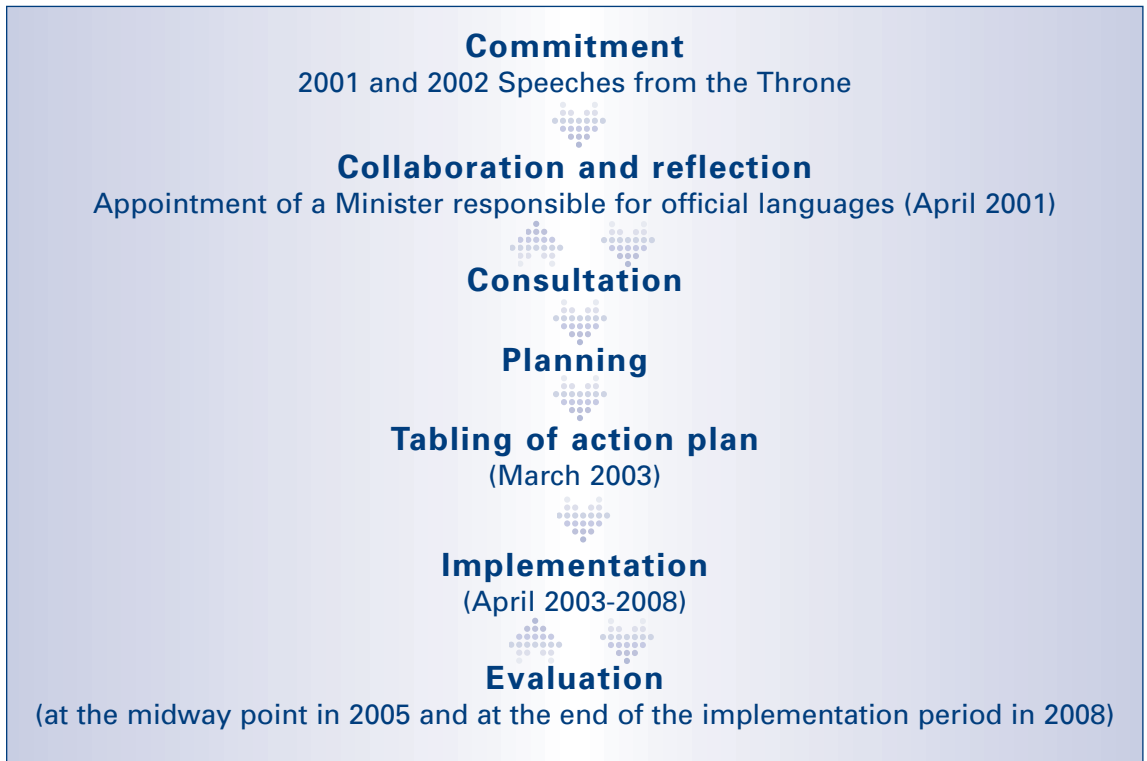 Commitment
2001 and 2002 Speeches from the Throne
Collaboration and reflection
Appointment of a Minister responsible for official languages (April 2001)
Consultation
Planning
Tabling of action plan
(March 2003)
Implementation
(April 2003-2008)
Evaluation
(at the midway point in 2005 and at the end of the implementation period in 2008)